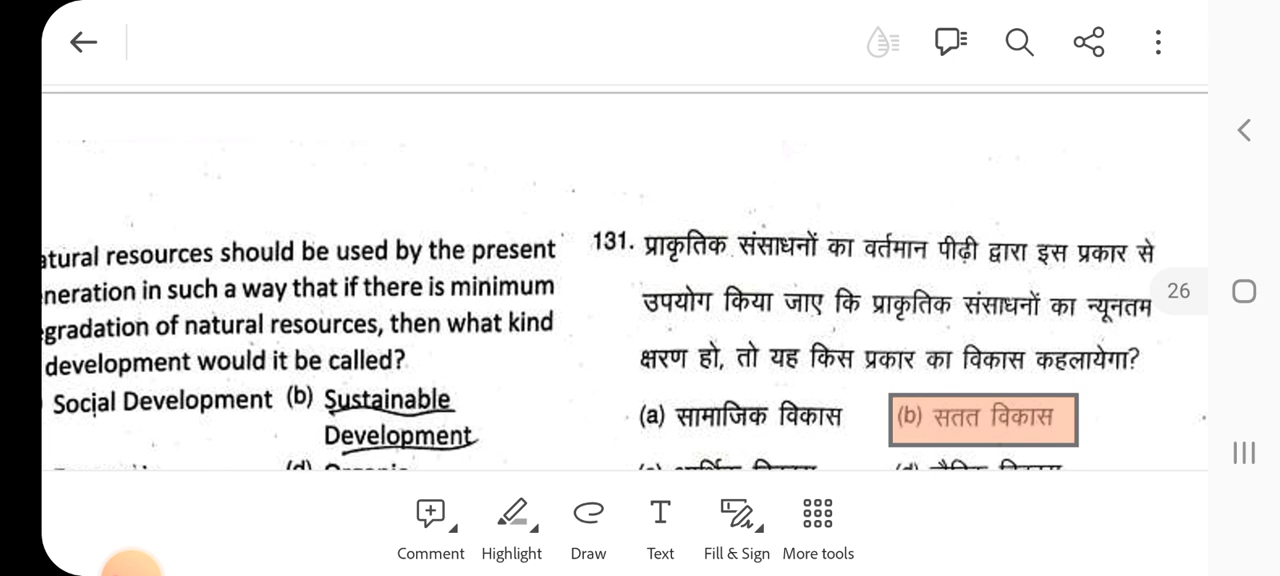 atural resources should be used by the present
neration in such a way that if there is minimum
gradation of natural resources, then what kind
development would it be called?
Social Development (b) Sustainable
Development
131. प्राकृतिक संसाधनों का वर्तमान पीढ़ी द्वारा इस प्रकार से
उपयोग किया जाए कि प्राकृतिक संसाधनों का न्यूनतम
क्षरण हो, तो यह किस प्रकार का विकास कहलायेगा?
(a) सामाजिक विकास (b) सतत विकास
26
Comment Highlight Draw Text Fill & Sign More tools